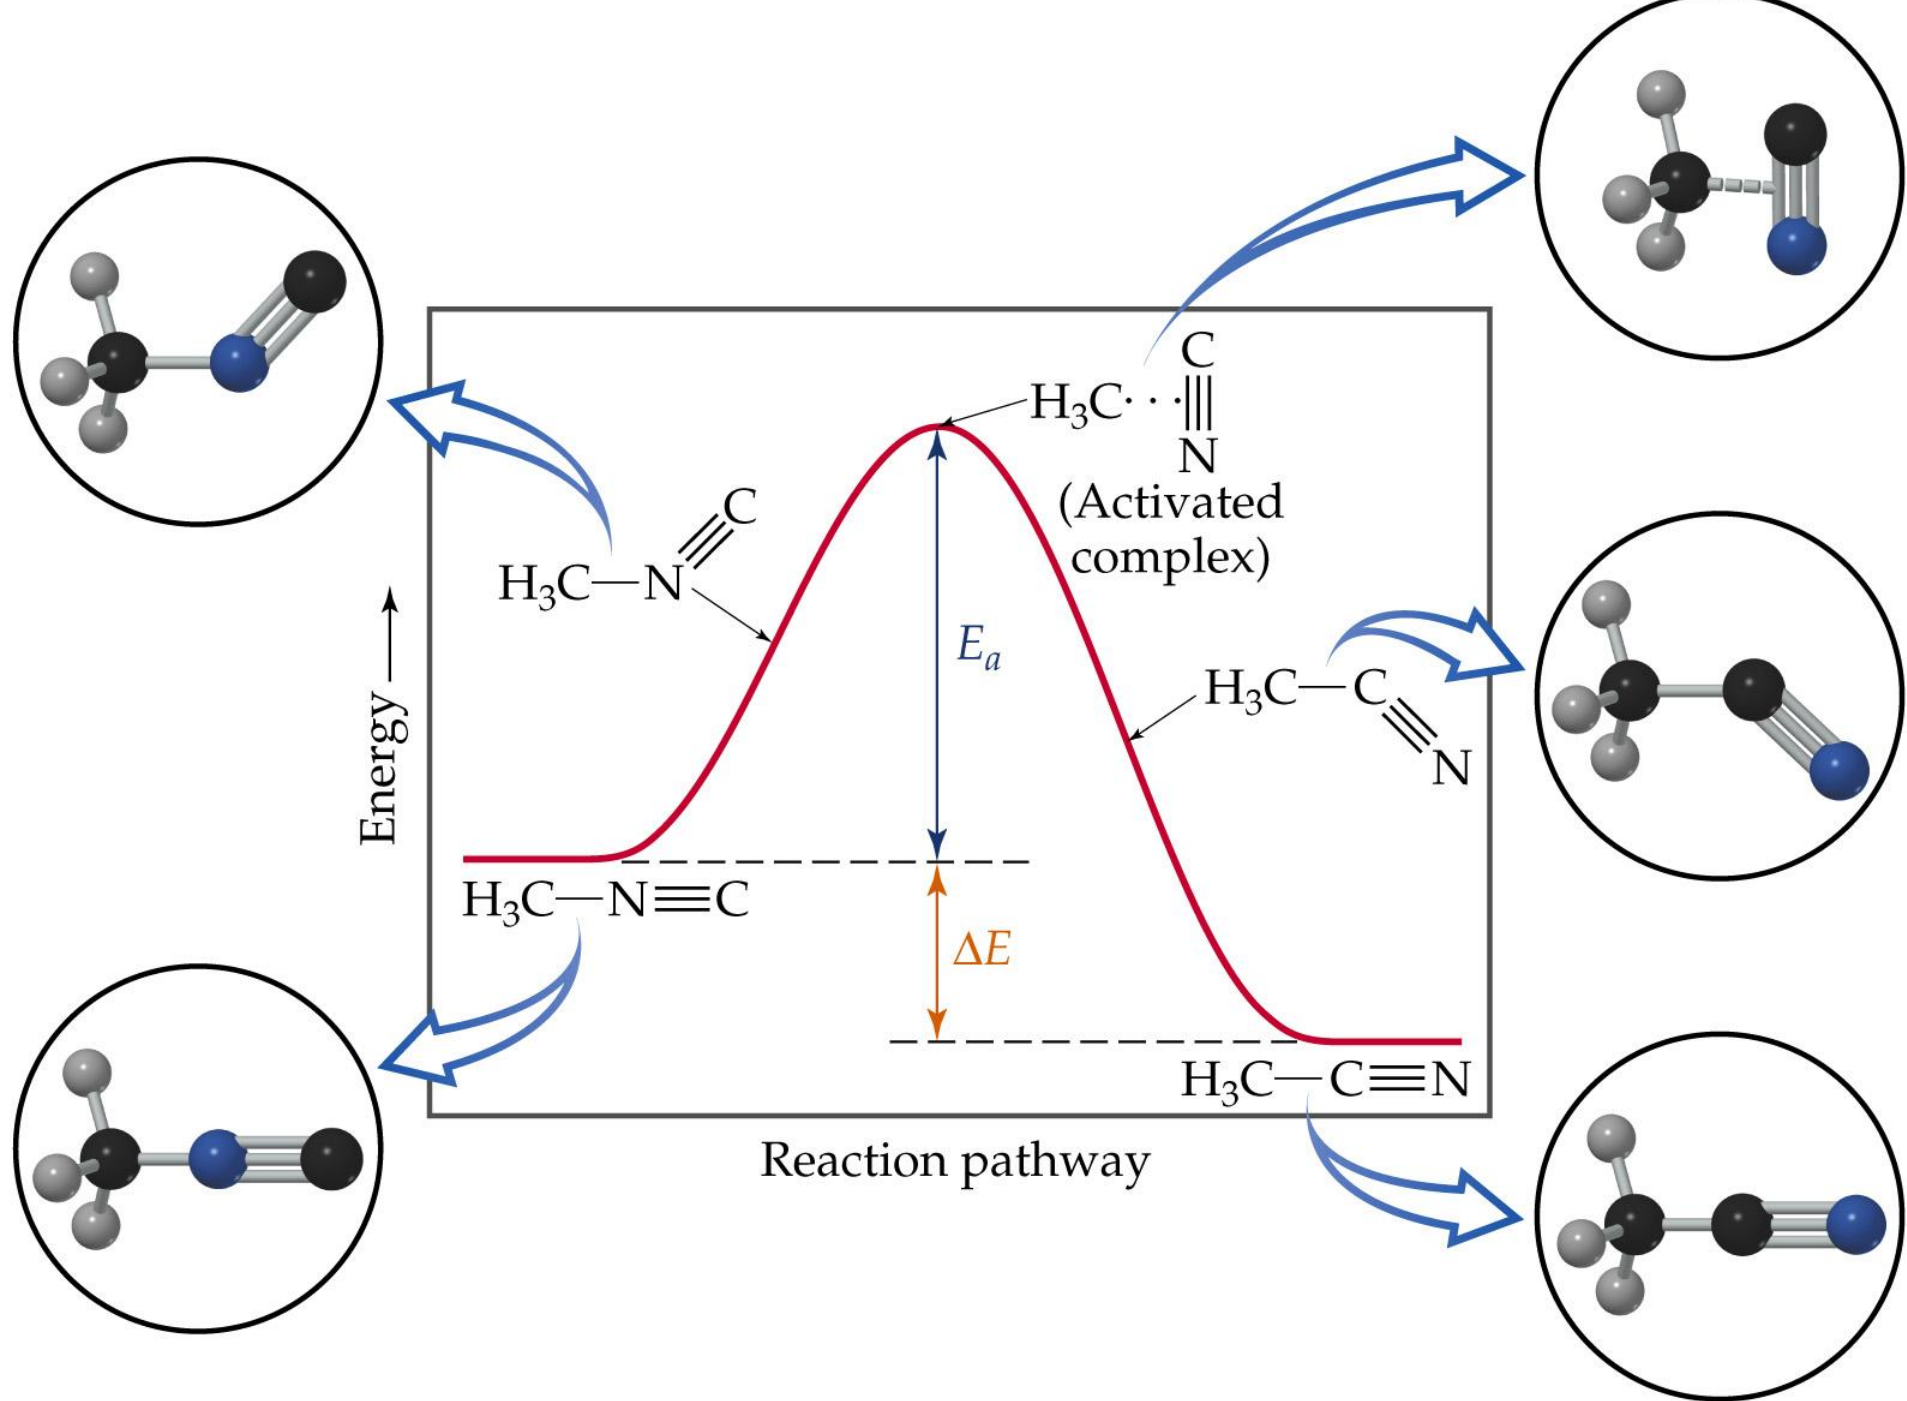 C
H₃C···|||
N
(Activated
complex)
C
H₃C—N
Eₐ
H₃C—C
N
Energy
H₃C—N≡C
ΔE
H₃C—C≡N
Reaction pathway